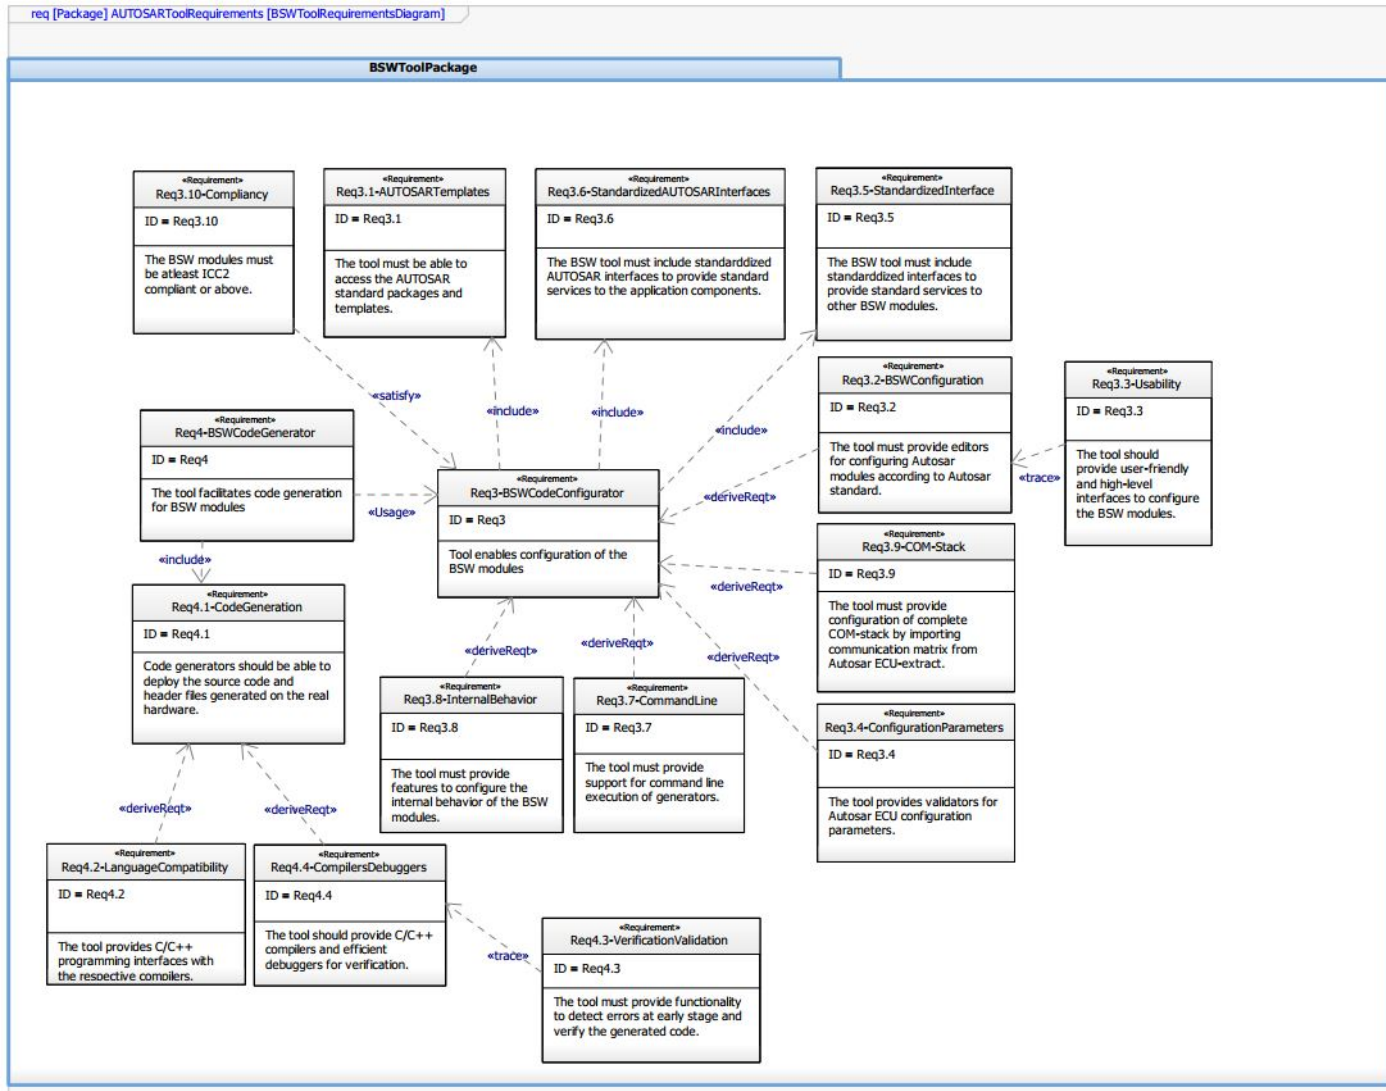 req [Package] AUTOSARToolRequirements [BSWToolRequirementsDiagram]
BSWToolPackage
«Requirement»
Req3.10-Compliancy
ID = Req3.10
The BSW modules must
be atleast ICC2
compliant or above.
«Requirement»
Req3.1-AUTOSARTemplates
ID = Req3.1
The tool must be able to
access the AUTOSAR
standard packages and
templates.
«Requirement»
Req3.6-StandardizedAUTOSARInterfaces
ID = Req3.6
The BSW tool must include standarddized
AUTOSAR interfaces to provide standard
services to the application components.
«Requirement»
Req3.5-StandardizedInterface
ID = Req3.5
The BSW tool must include
standarddized interfaces to
provide standard services to
other BSW modules.
«satisfy»
«include»
«include»
«include»
«Requirement»
Req3.2-BSWConfiguration
ID = Req3.2
The tool must provide editors
for configuring Autosar
modules according to Autosar
standard.
«trace»
«Requirement»
Req3.3-Usability
ID = Req3.3
The tool should
provide user-friendly
and high-level
interfaces to configure
the BSW modules.
«Requirement»
Req4-BSWCodeGenerator
ID = Req4
The tool facilitates code generation
for BSW modules
«Usage»
«Requirement»
Req3-BSWCodeConfigurator
ID = Req3
Tool enables configuration of the
BSW modules
«deriveReqt»
«Requirement»
Req3.9-COM-Stack
ID = Req3.9
The tool must provide
configuration of complete
COM-stack by importing
communication matrix from
Autosar ECU-extract.
«deriveReqt»
«include»
«Requirement»
Req4.1-CodeGeneration
ID = Req4.1
Code generators should be able to
deploy the source code and
header files generated on the real
hardware.
«deriveReqt»
«deriveReqt»
«deriveReqt»
«Requirement»
Req3.8-InternalBehavior
ID = Req3.8
The tool must provide
features to configure the
internal behavior of the BSW
modules.
«Requirement»
Req3.7-CommandLine
ID = Req3.7
The tool must provide
support for command line
execution of generators.
«Requirement»
Req3.4-ConfigurationParameters
ID = Req3.4
The tool provides validators for
Autosar ECU configuration
parameters.
«deriveReqt»
«deriveReqt»
«Requirement»
Req4.2-LanguageCompatibility
ID = Req4.2
The tool provides C/C++
programming interfaces with
the respective compilers.
«Requirement»
Req4.4-CompilersDebuggers
ID = Req4.4
The tool should provide C/C++
compilers and efficient
debuggers for verification.
«trace»
«Requirement»
Req4.3-VerificationValidation
ID = Req4.3
The tool must provide functionality
to detect errors at early stage and
verify the generated code.